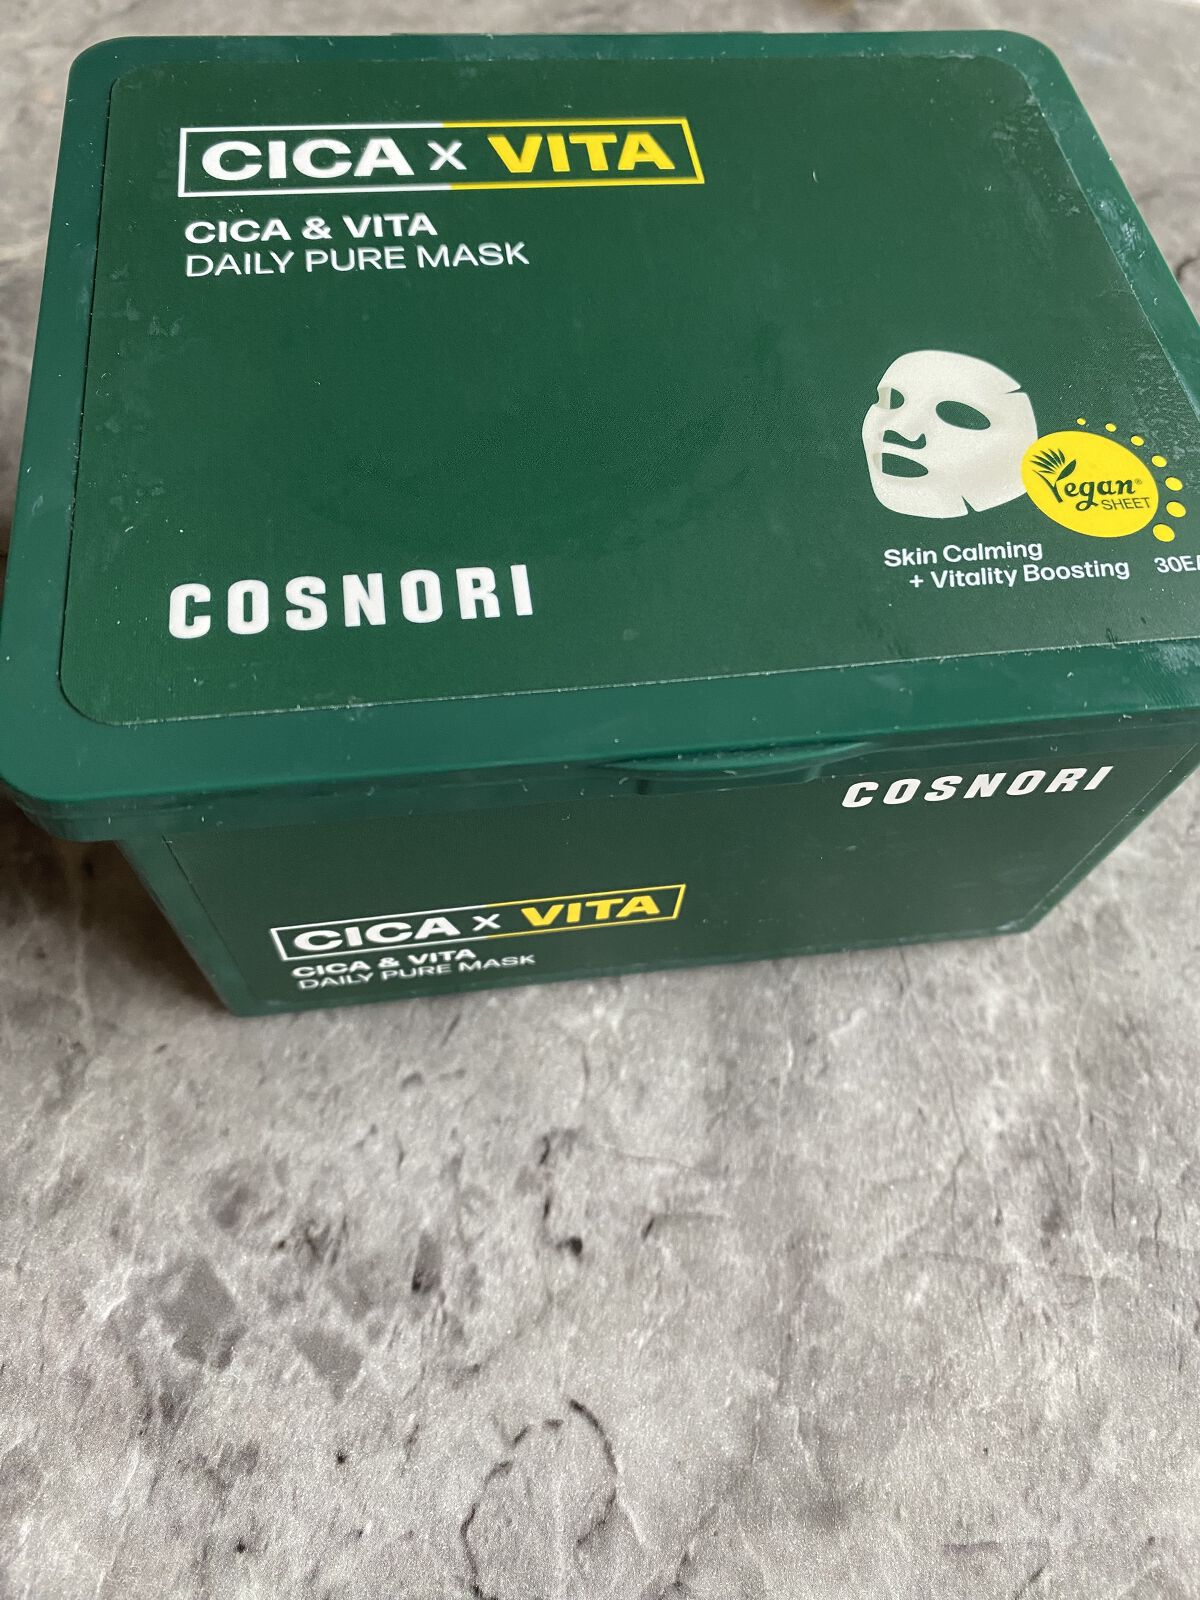 CICA x VITA
CICA & VITA
DAILY PURE MASK
Vegan®
SHEET
Skin Calming
+ Vitality Boosting 30EA
COSNORI
COSNORI
CICA x VITA
CICA & VITA
DAILY PURE MASK